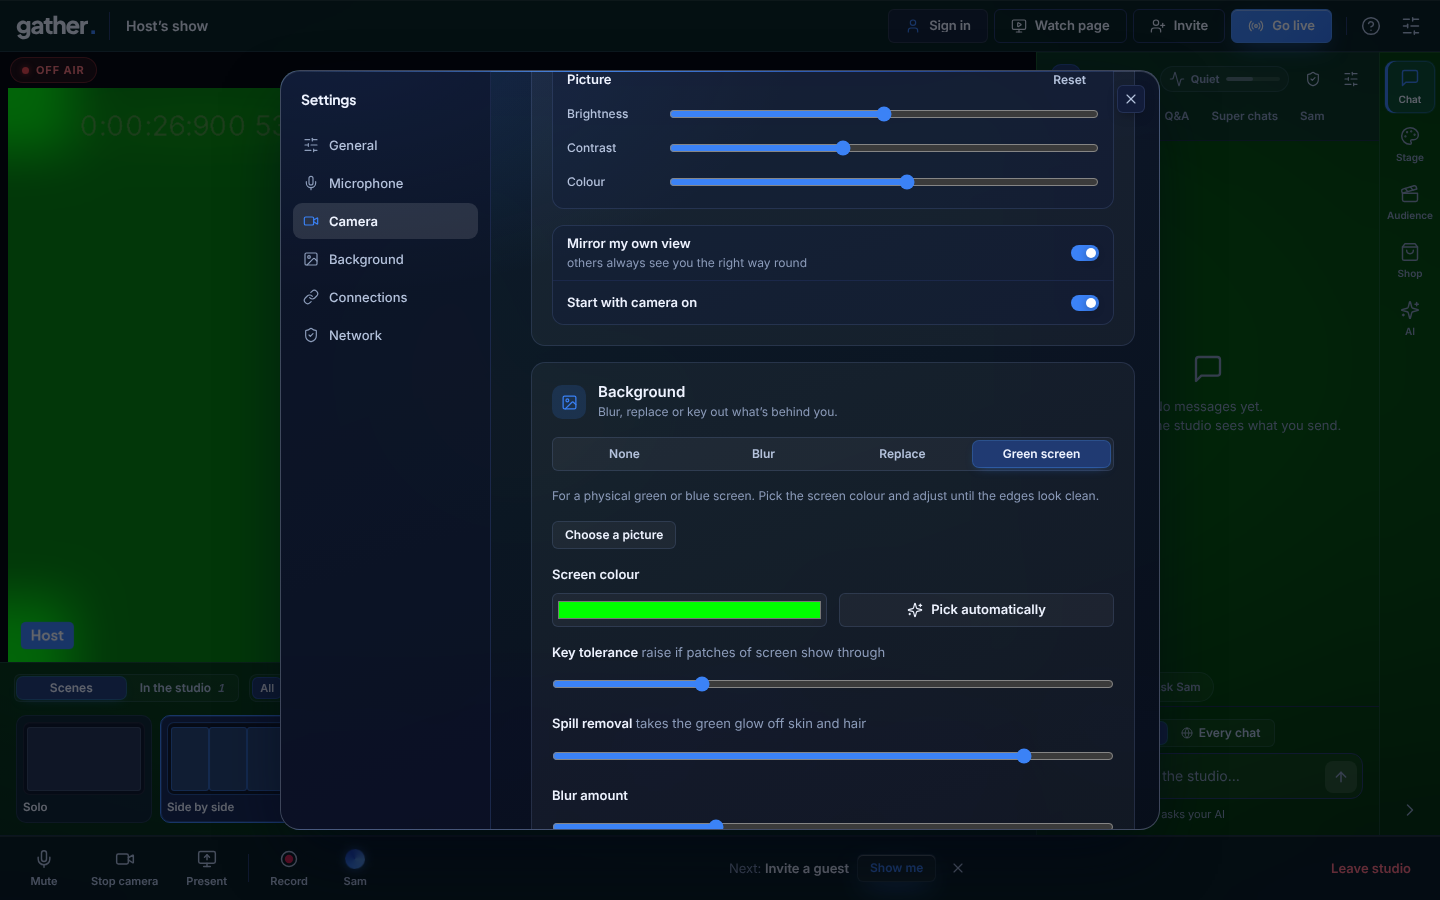 gather.
Host's show
Sign in
Watch page
Invite
Go live
OFF AIR
0:00:26:900
Host
Settings
General
Microphone
Camera
Background
Connections
Network
Picture
Reset
Brightness
Contrast
Colour
Mirror my own view
others always see you the right way round
Start with camera on
Background
Blur, replace or key out what's behind you.
None
Blur
Replace
Green screen
For a physical green or blue screen. Pick the screen colour and adjust until the edges look clean.
Choose a picture
Screen colour
Pick automatically
Key tolerance raise if patches of screen show through
Spill removal takes the green glow off skin and hair
Blur amount
Quiet
Q&A
Super chats
Sam
messages yet.
studio sees what you send.
Sam
Every chat
the studio...
asks your AI
Chat
Stage
Audience
Shop
AI
Scenes
In the studio 1
All
Solo
Side by side
Mute
Stop camera
Present
Record
Sam
Next: Invite a guest
Show me
Leave studio